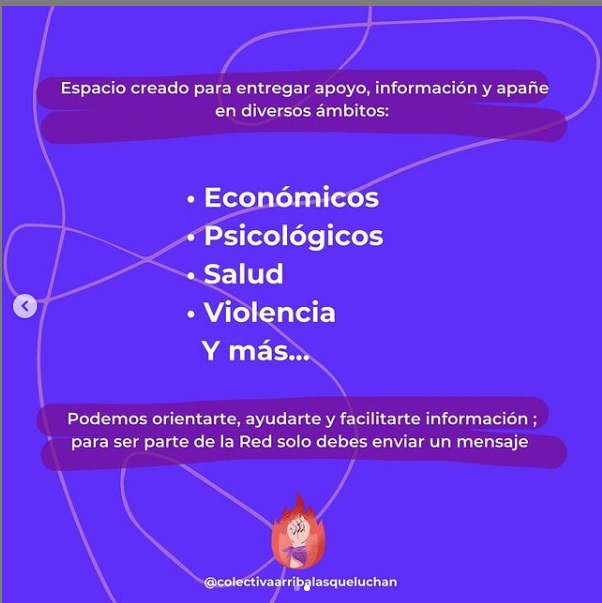 Espacio creado para entregar apoyo, información y apañe
en diversos ámbitos:
• Económicos
• Psicológicos
• Salud
• Violencia
Y más...
Podemos orientarte, ayudarte y facilitarte información ;
para ser parte de la Red solo debes enviar un mensaje
@colectivaarribalasqueluchan